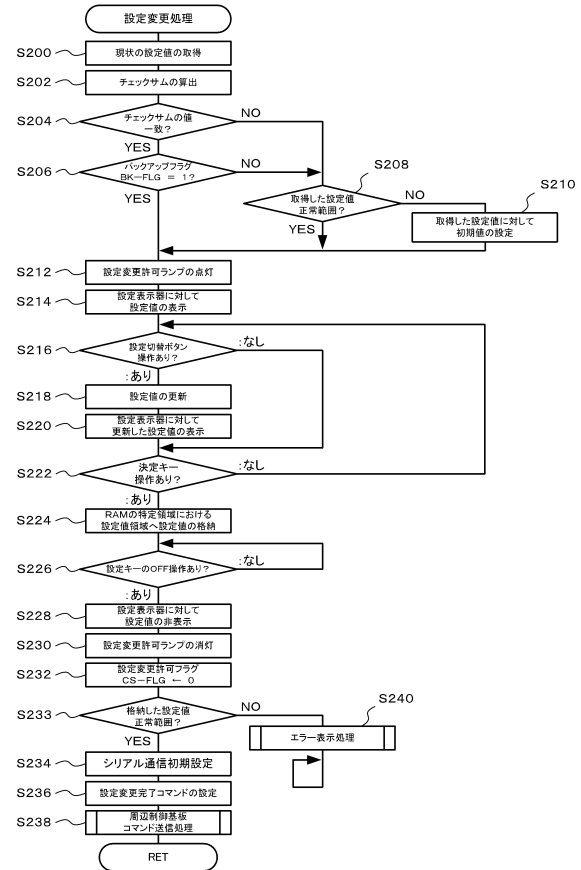 設定変更処理
S200
現状の設定値の取得
S202
チェックサムの算出
S204
チェックサムの値
一致?
NO
YES
S206
バックアップフラグ
BK-FLG = 1?
NO
YES
S208
取得した設定値
正常範囲?
NO
YES
S210
取得した設定値に対して
初期値の設定
S212
設定変更許可ランプの点灯
S214
設定表示器に対して
設定値の表示
S216
設定切替ボタン
操作あり?
:なし
:あり
S218
設定値の更新
S220
設定表示器に対して
更新した設定値の表示
S222
決定キー
操作あり?
:なし
:あり
S224
RAMの特定領域における
設定値領域へ設定値の格納
S226
設定キーのOFF操作あり?
:なし
:あり
S228
設定表示器に対して
設定値の非表示
S230
設定変更許可ランプの消灯
S232
設定変更許可フラグ
CS-FLG ← 0
S233
格納した設定値
正常範囲?
NO
YES
S240
エラー表示処理
S234
シリアル通信初期設定
S236
設定変更完了コマンドの設定
S238
周辺制御基板
コマンド送信処理
RET